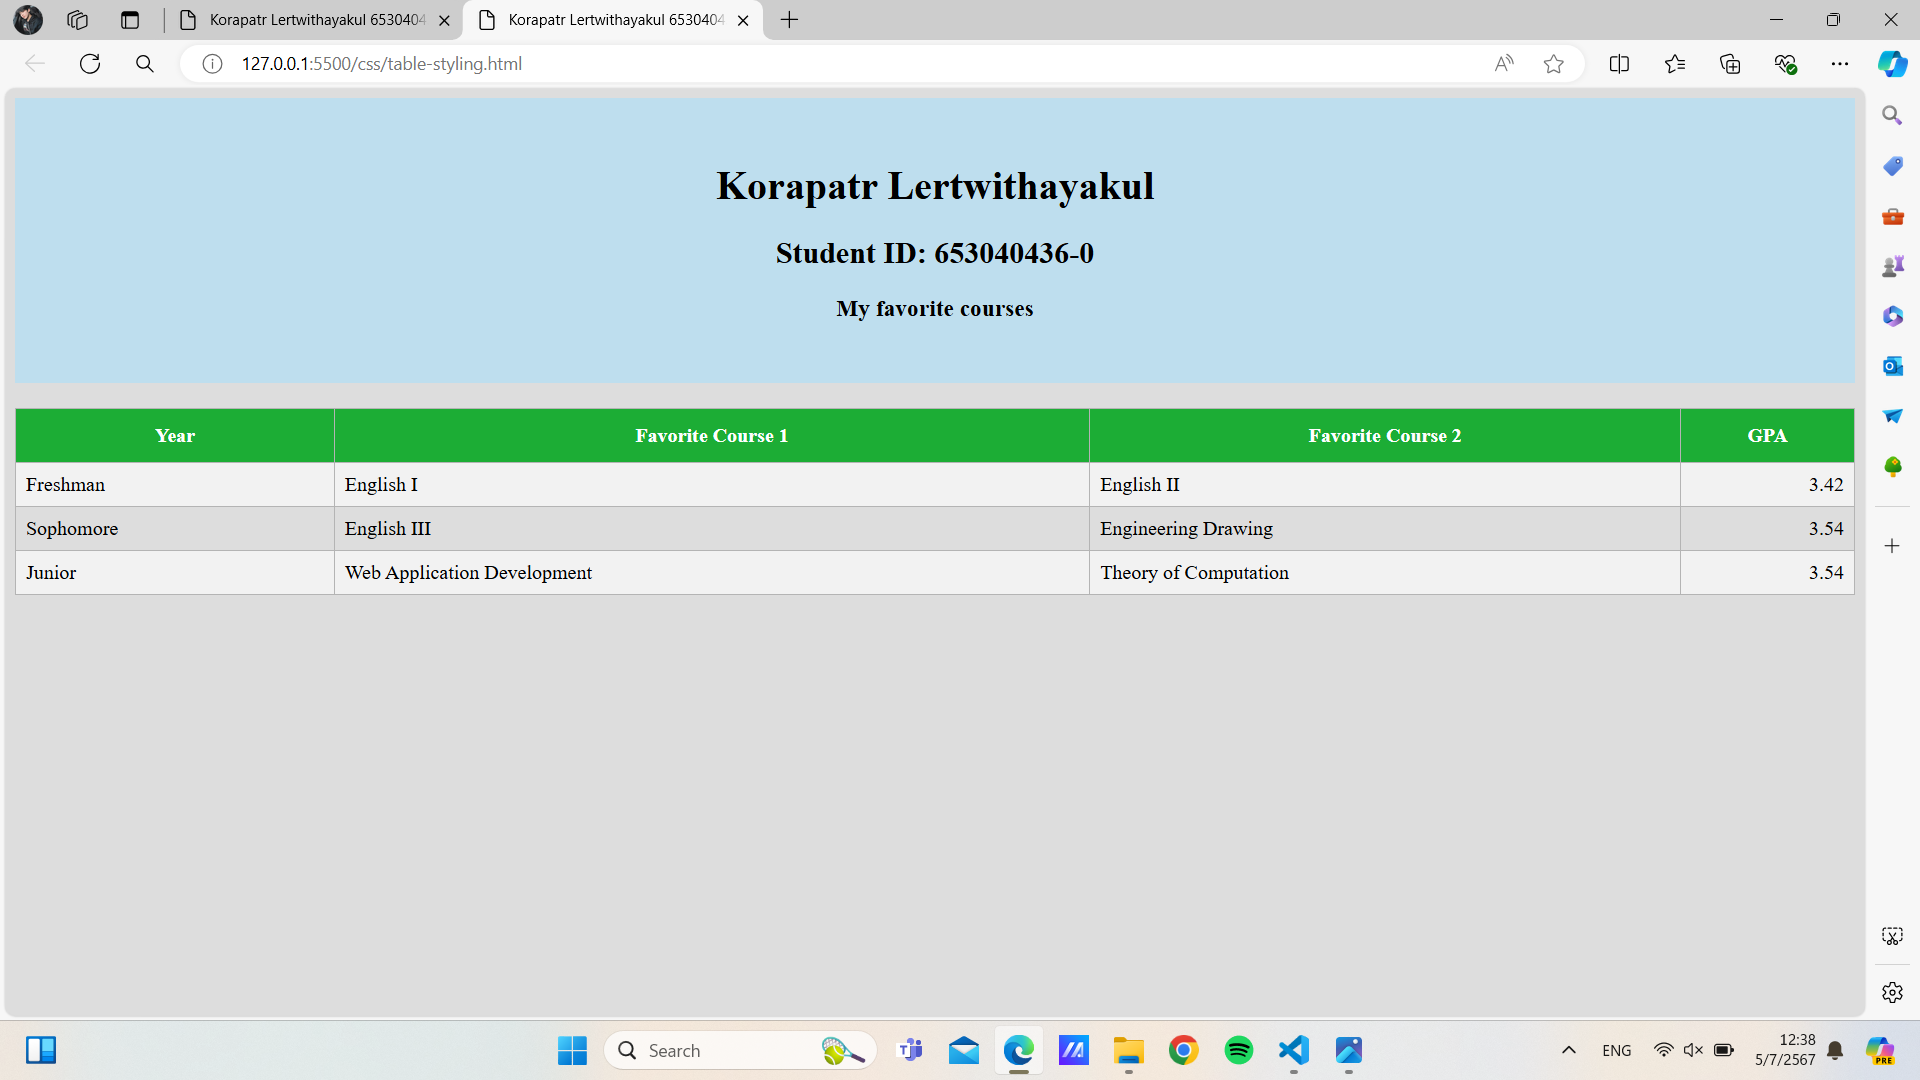 Korapatr Lertwithayakul 6530404
Korapatr Lertwithayakul 6530404
127.0.0.1:5500/css/table-styling.html
Korapatr Lertwithayakul
Student ID: 653040436-0
My favorite courses
Year Favorite Course 1 Favorite Course 2 GPA
Freshman English I English II 3.42
Sophomore English III Engineering Drawing 3.54
Junior Web Application Development Theory of Computation 3.54
Search
ENG
12:38
5/7/2567
PRE